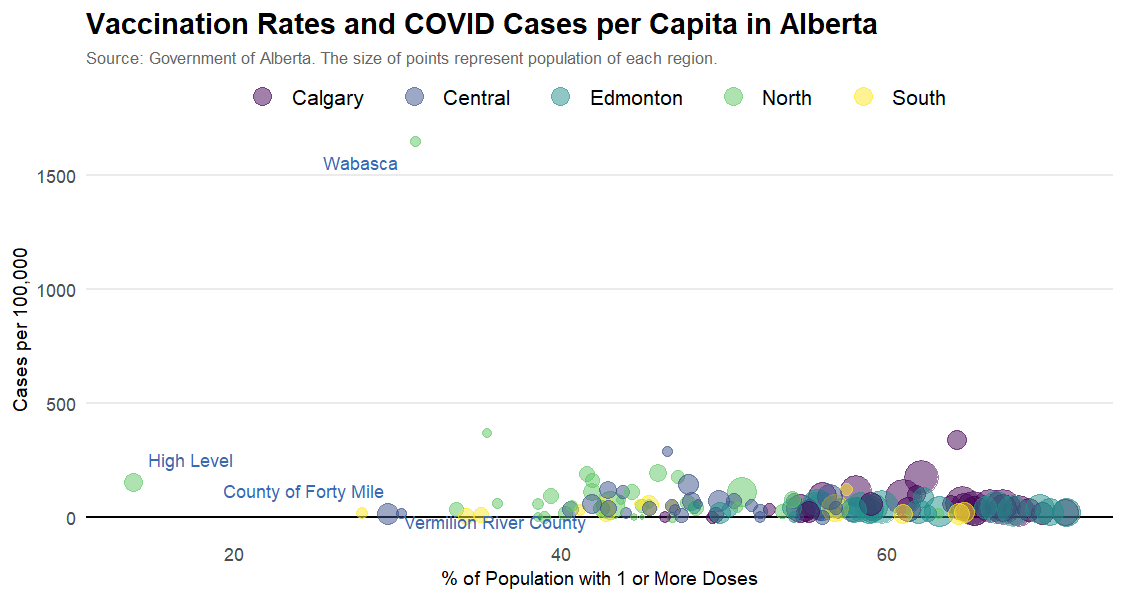 Vaccination Rates and COVID Cases per Capita in Alberta
Source: Government of Alberta. The size of points represent population of each region.
Calgary Central Edmonton North South
Wabasca
1500
1000
Cases per 100,000
500
High Level
County of Forty Mile
Vermilion River County
0
20 40 60
% of Population with 1 or More Doses